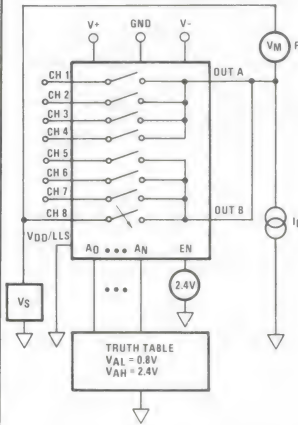 V+ GND V-
VM
CH 1 OUT A
CH 2
CH 3
CH 4
CH 5
CH 6
CH 7
CH 8 OUT B
VDD/LLS A0 ••• AN EN
VS ••• 2.4V
TRUTH TABLE
VAL = 0.8V
VAH = 2.4V